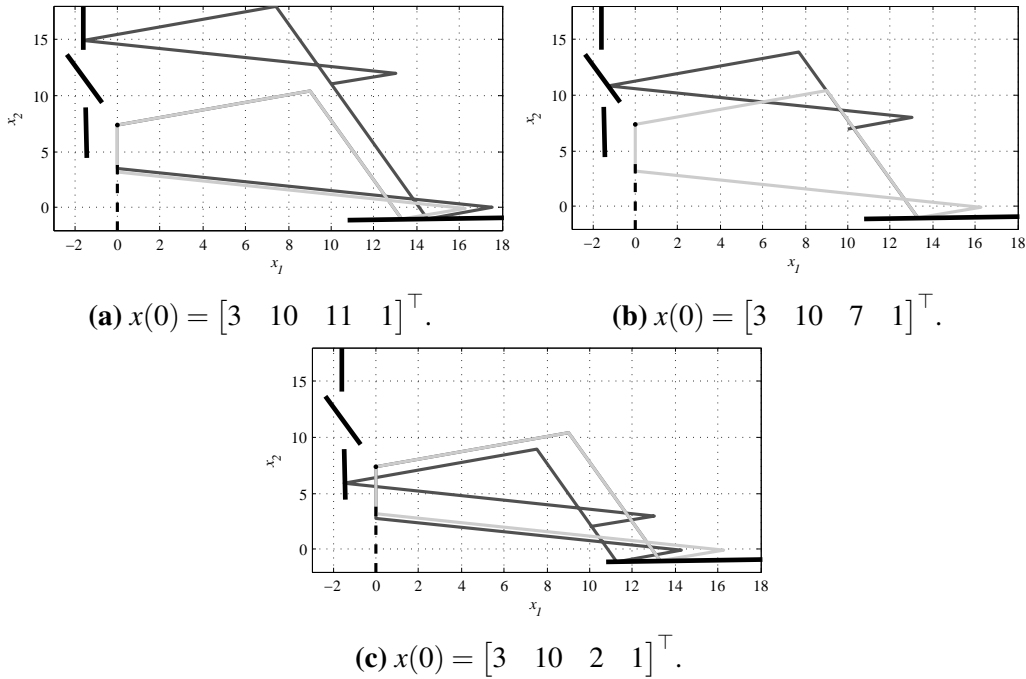 15
10
5
0
x₂
−2 0 2 4 6 8 10 12 14 16 18
x₁
(a) x(0) = [3 10 11 1]^⊤.
15
10
5
0
x₂
−2 0 2 4 6 8 10 12 14 16 18
x₁
(b) x(0) = [3 10 7 1]^⊤.
15
10
5
0
x₂
−2 0 2 4 6 8 10 12 14 16 18
x₁
(c) x(0) = [3 10 2 1]^⊤.